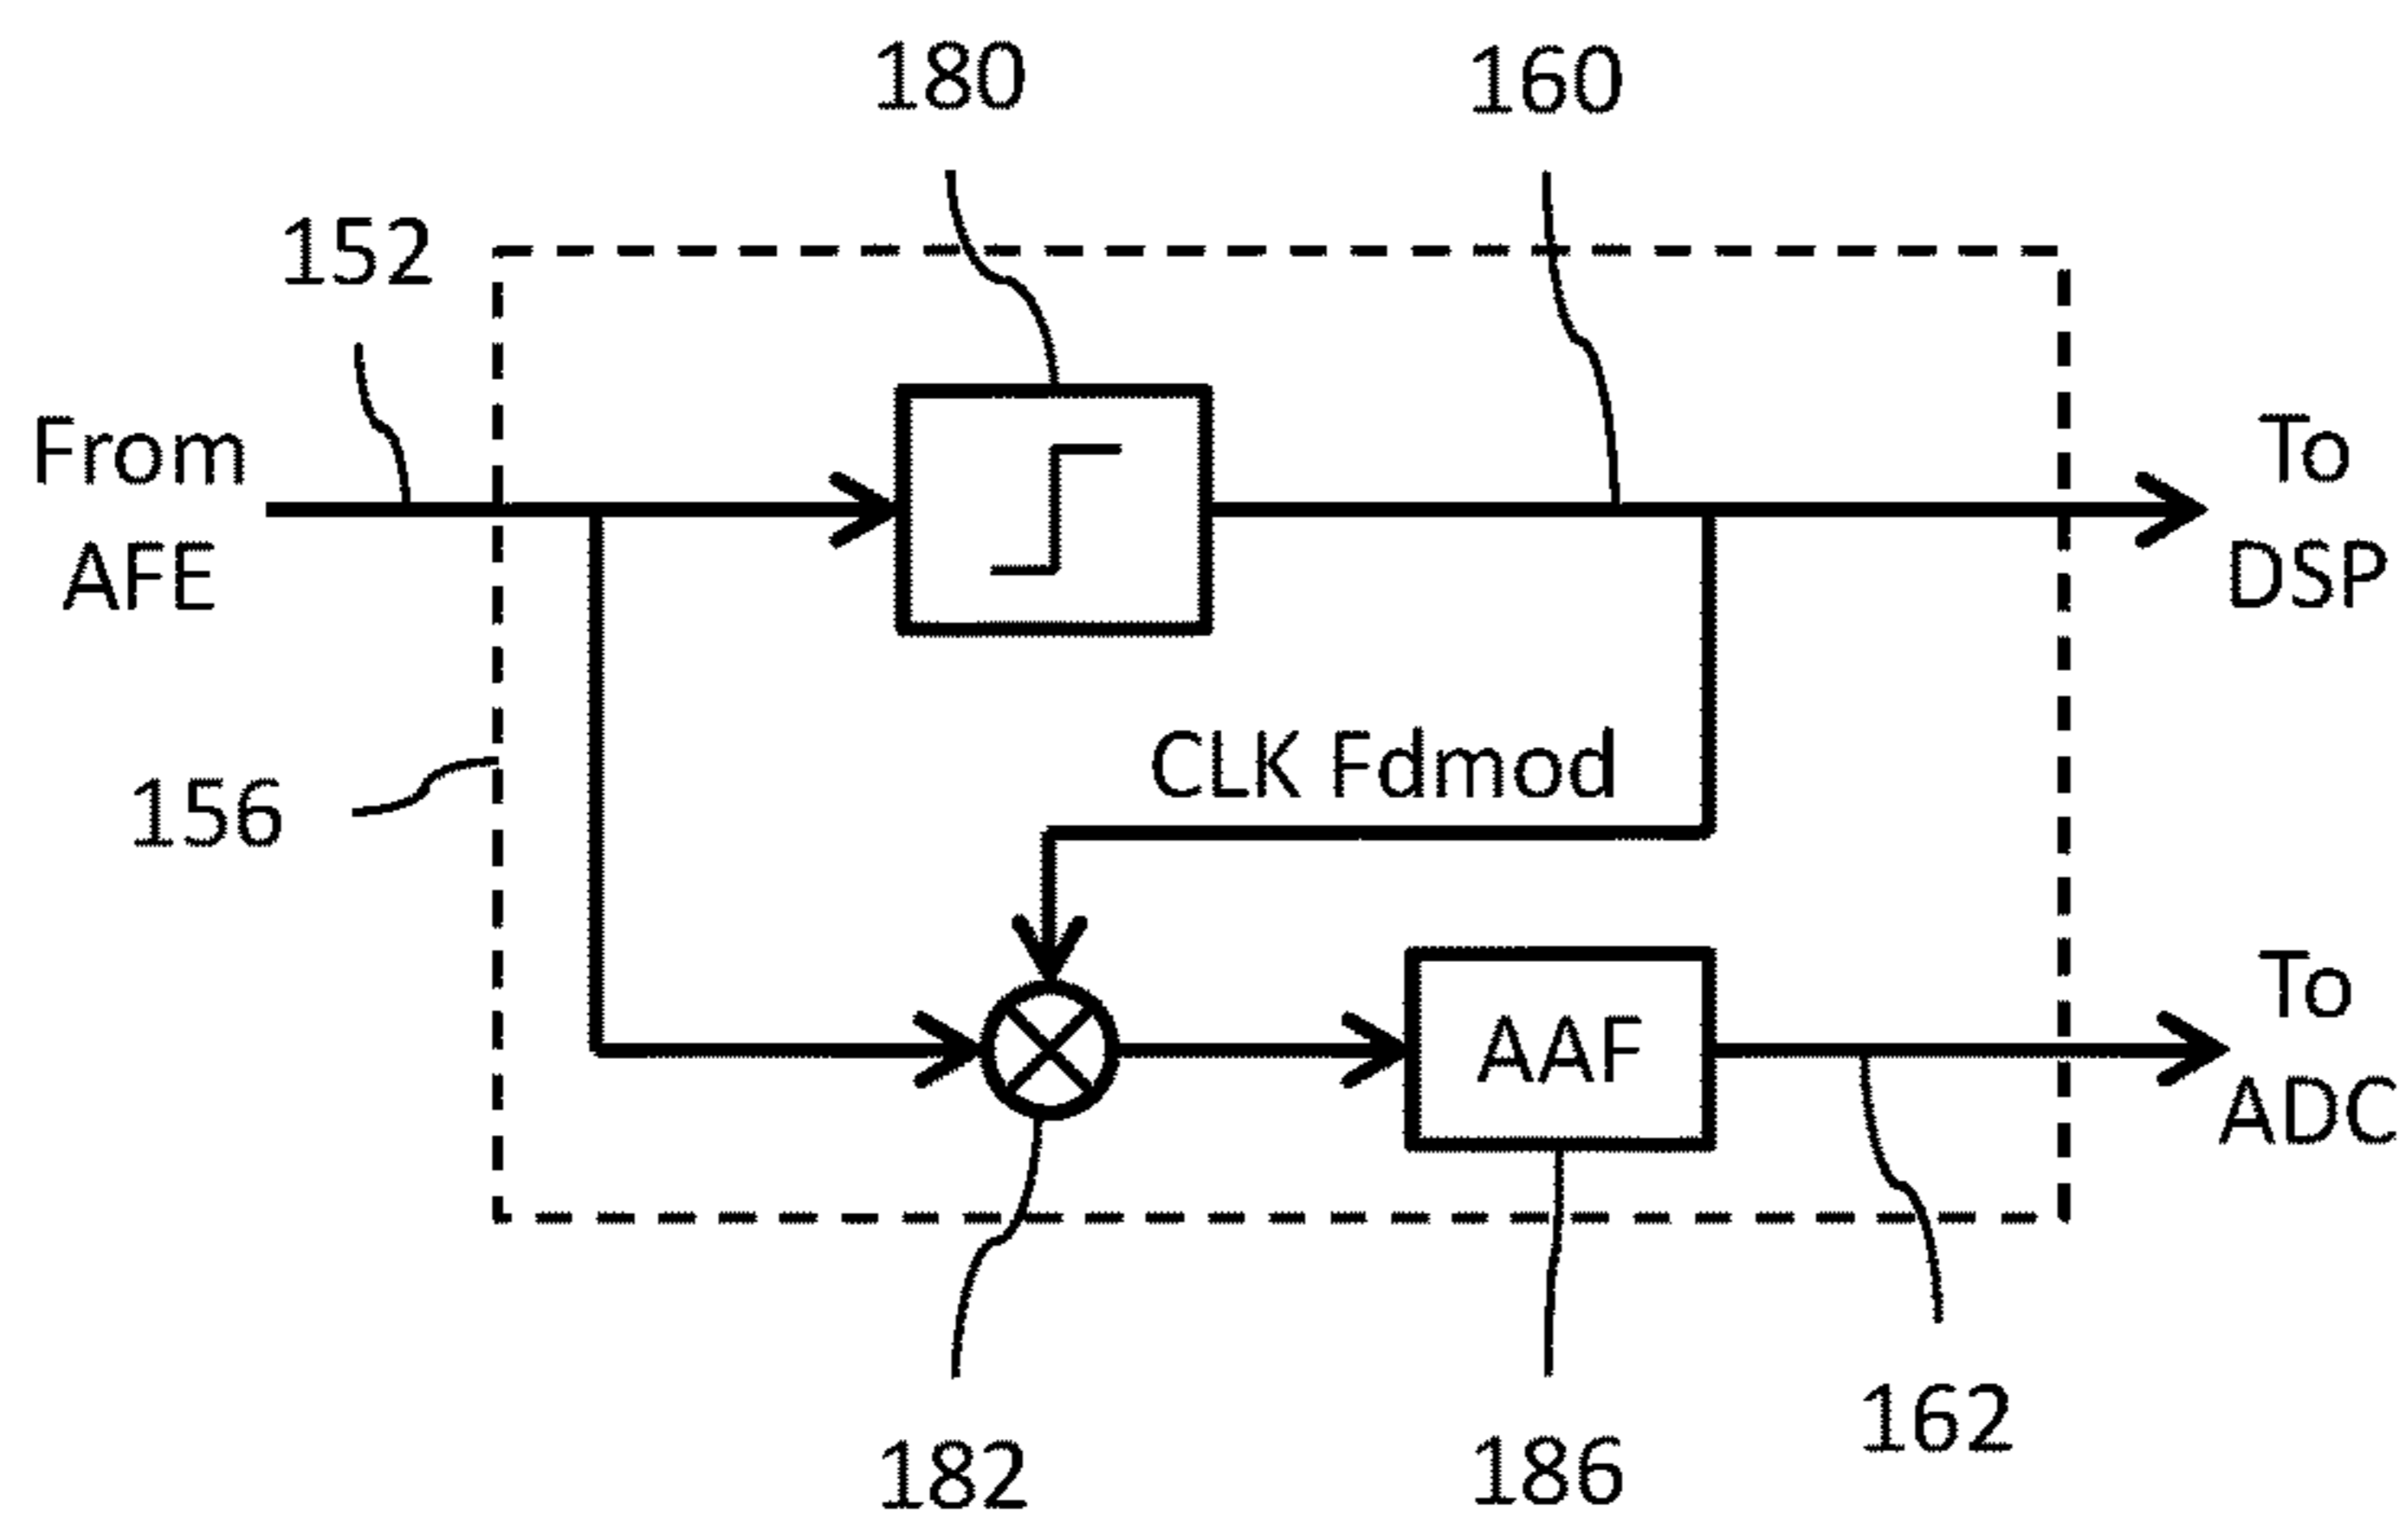 180
160
152
From
AFE
To
DSP
CLK Fdmod
156
AAF
To
ADC
162
182
186